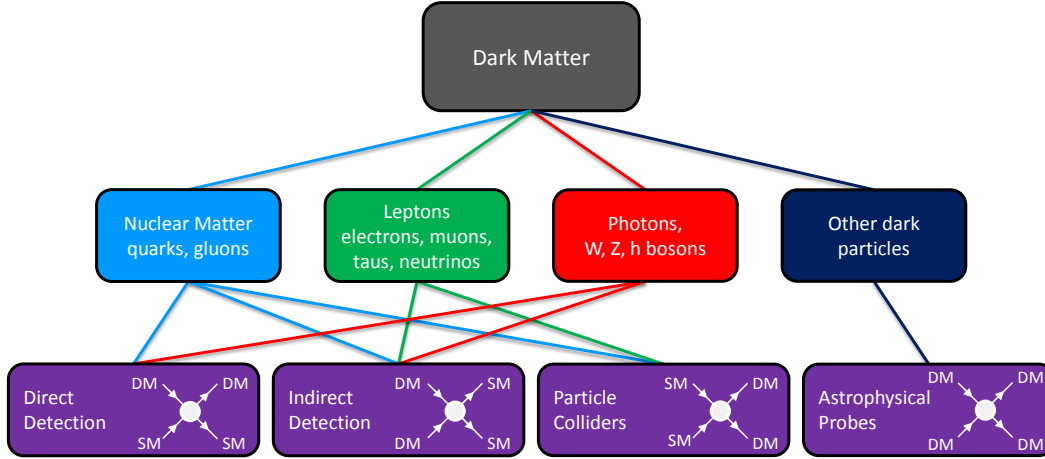 Dark Matter
Nuclear Matter
quarks, gluons
Leptons
electrons, muons,
taus, neutrinos
Photons,
W, Z, h bosons
Other dark
particles
Direct
Detection
DM
DM
SM
SM
Indirect
Detection
DM
SM
DM
SM
Particle
Colliders
SM
DM
SM
DM
Astrophysical
Probes
DM
DM
DM
DM